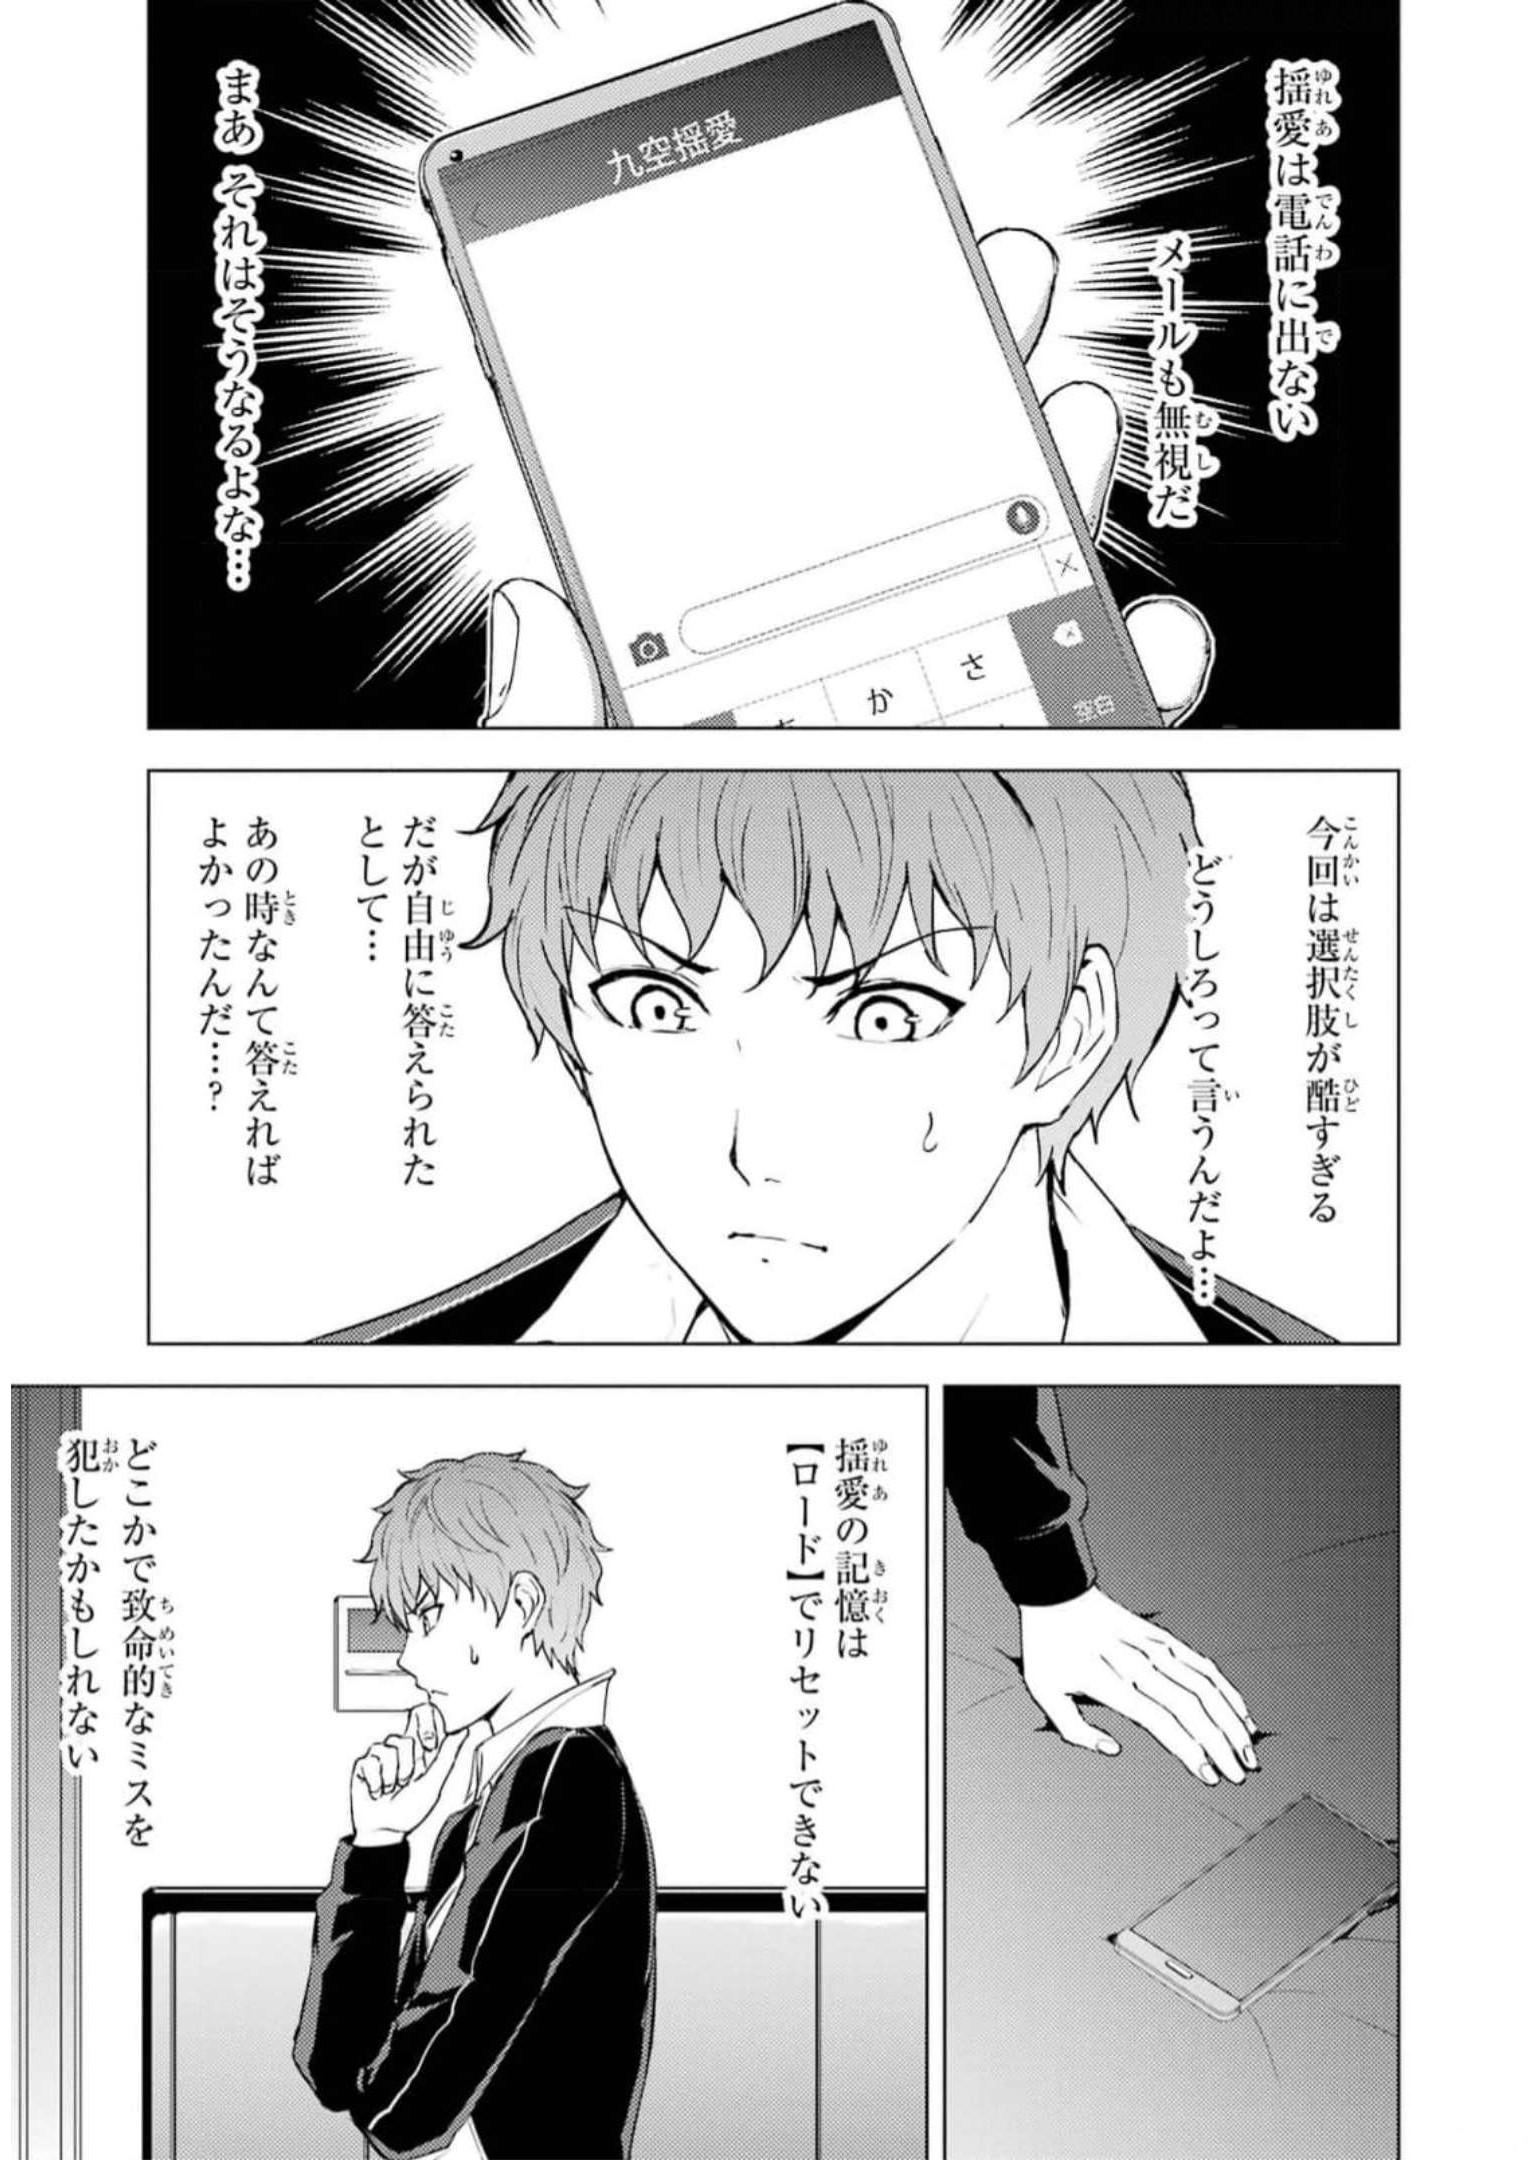 揺愛は電話に出ない
メールも無視だ
九空揺愛
か
さ
空白
まあ それはそうなるよな…
今回は選択肢が酷すぎる
どうしろって言うんだよ…
だが自由に答えられた
として…
あの時なんて答えれば
よかったんだ…?
揺愛の記憶は
【ロード】でリセットできない
どこかで致命的なミスを
犯したかもしれない